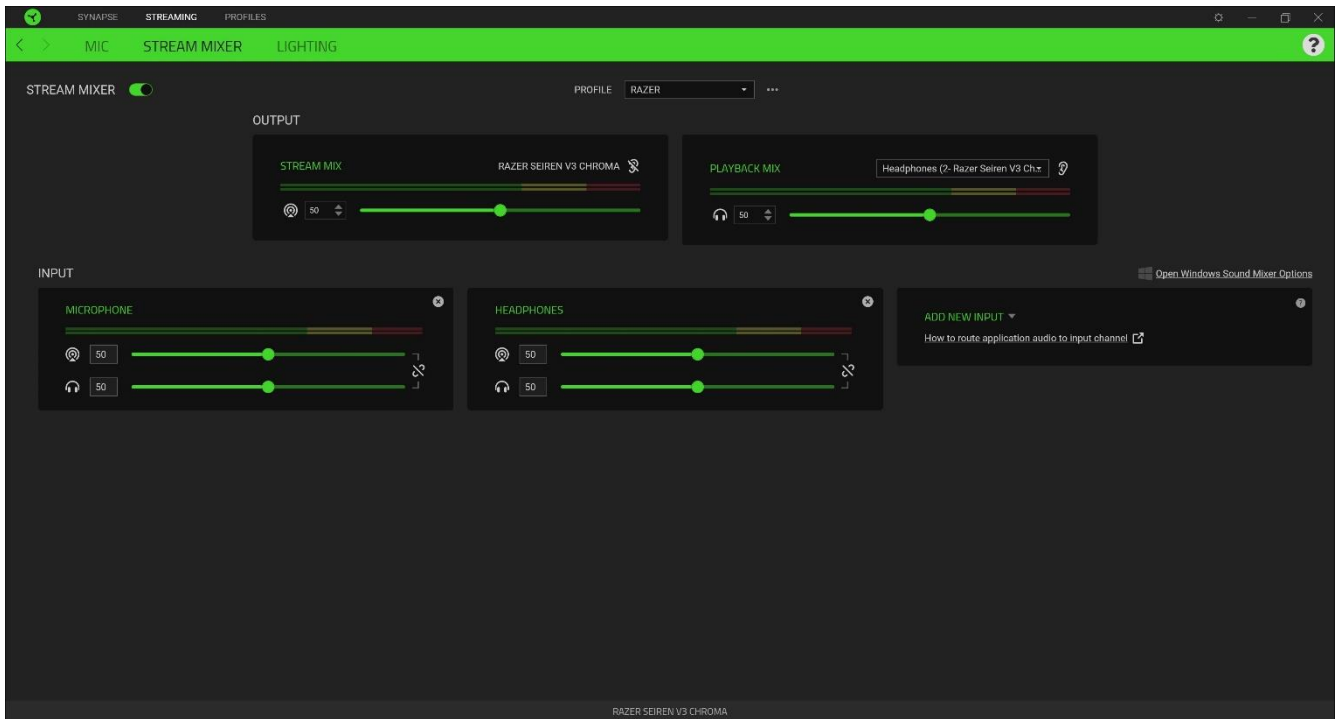 SYNAPSE STREAMING PROFILES
MIC STREAM MIXER LIGHTING ?
STREAM MIXER PROFILE RAZER
OUTPUT
STREAM MIX RAZER SEIREN V3 CHROMA
50
PLAYBACK MIX Headphones (2- Razer Seiren V3 Ch...
50
INPUT
Open Windows Sound Mixer Options
MICROPHONE
50
50
HEADPHONES
50
50
?
ADD NEW INPUT
How to route application audio to input channel
RAZER SEIREN V3 CHROMA